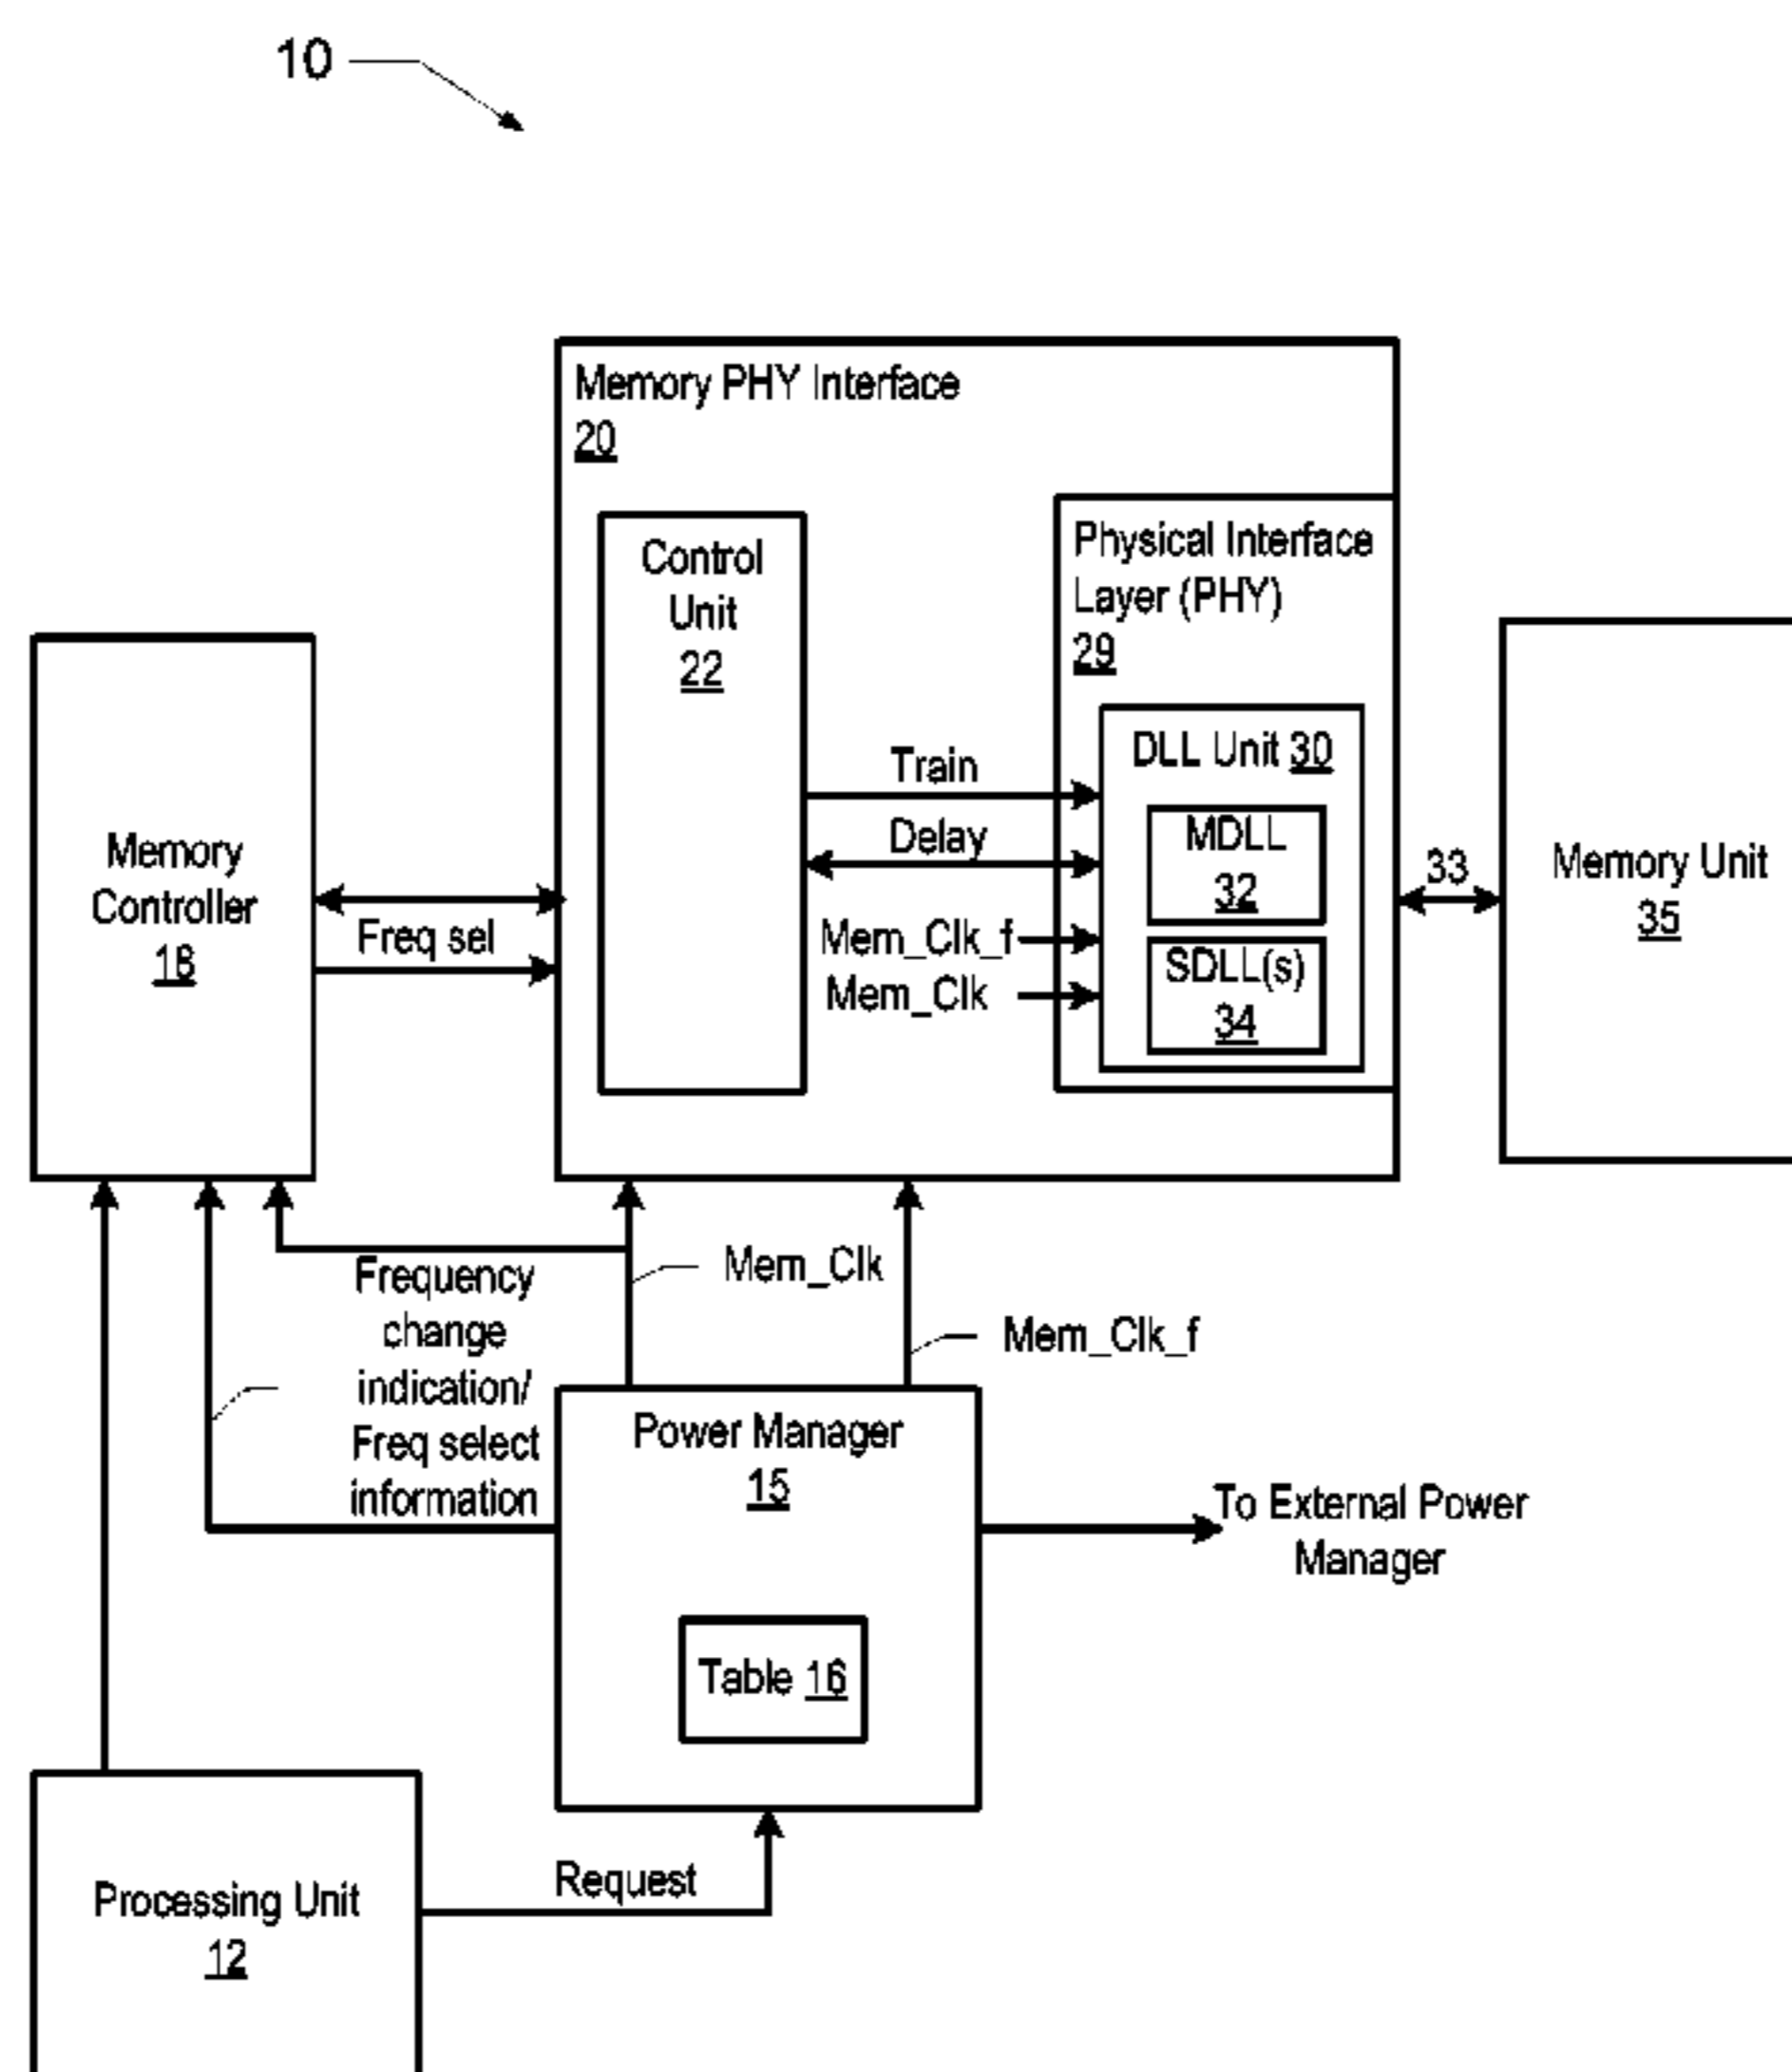 10
Memory PHY Interface
20
Control
Unit
22
Physical Interface
Layer (PHY)
29
Train
Delay
Mem_Clk_f
Mem_Clk
DLL Unit 30
MDLL
32
SDLL(s)
34
Memory
Controller
18
Freq sel
33
Memory Unit
35
Frequency
change
indication/
Freq select
information
Mem_Clk
Mem_Clk_f
Power Manager
15
Table 16
To External Power
Manager
Request
Processing Unit
12